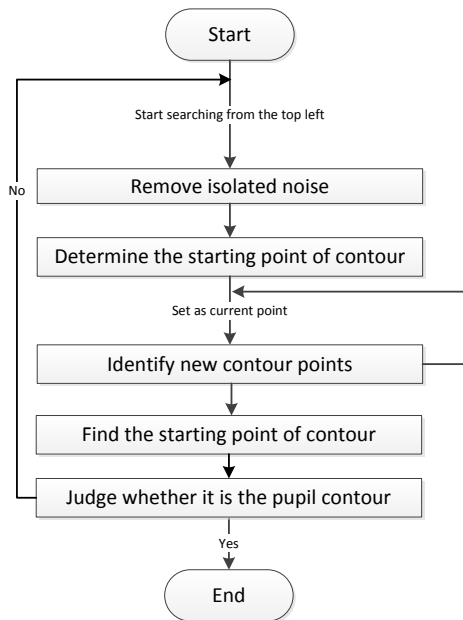 Start
Start searching from the top left
No
Remove isolated noise
Determine the starting point of contour
Set as current point
Identify new contour points
Find the starting point of contour
Judge whether it is the pupil contour
Yes
End